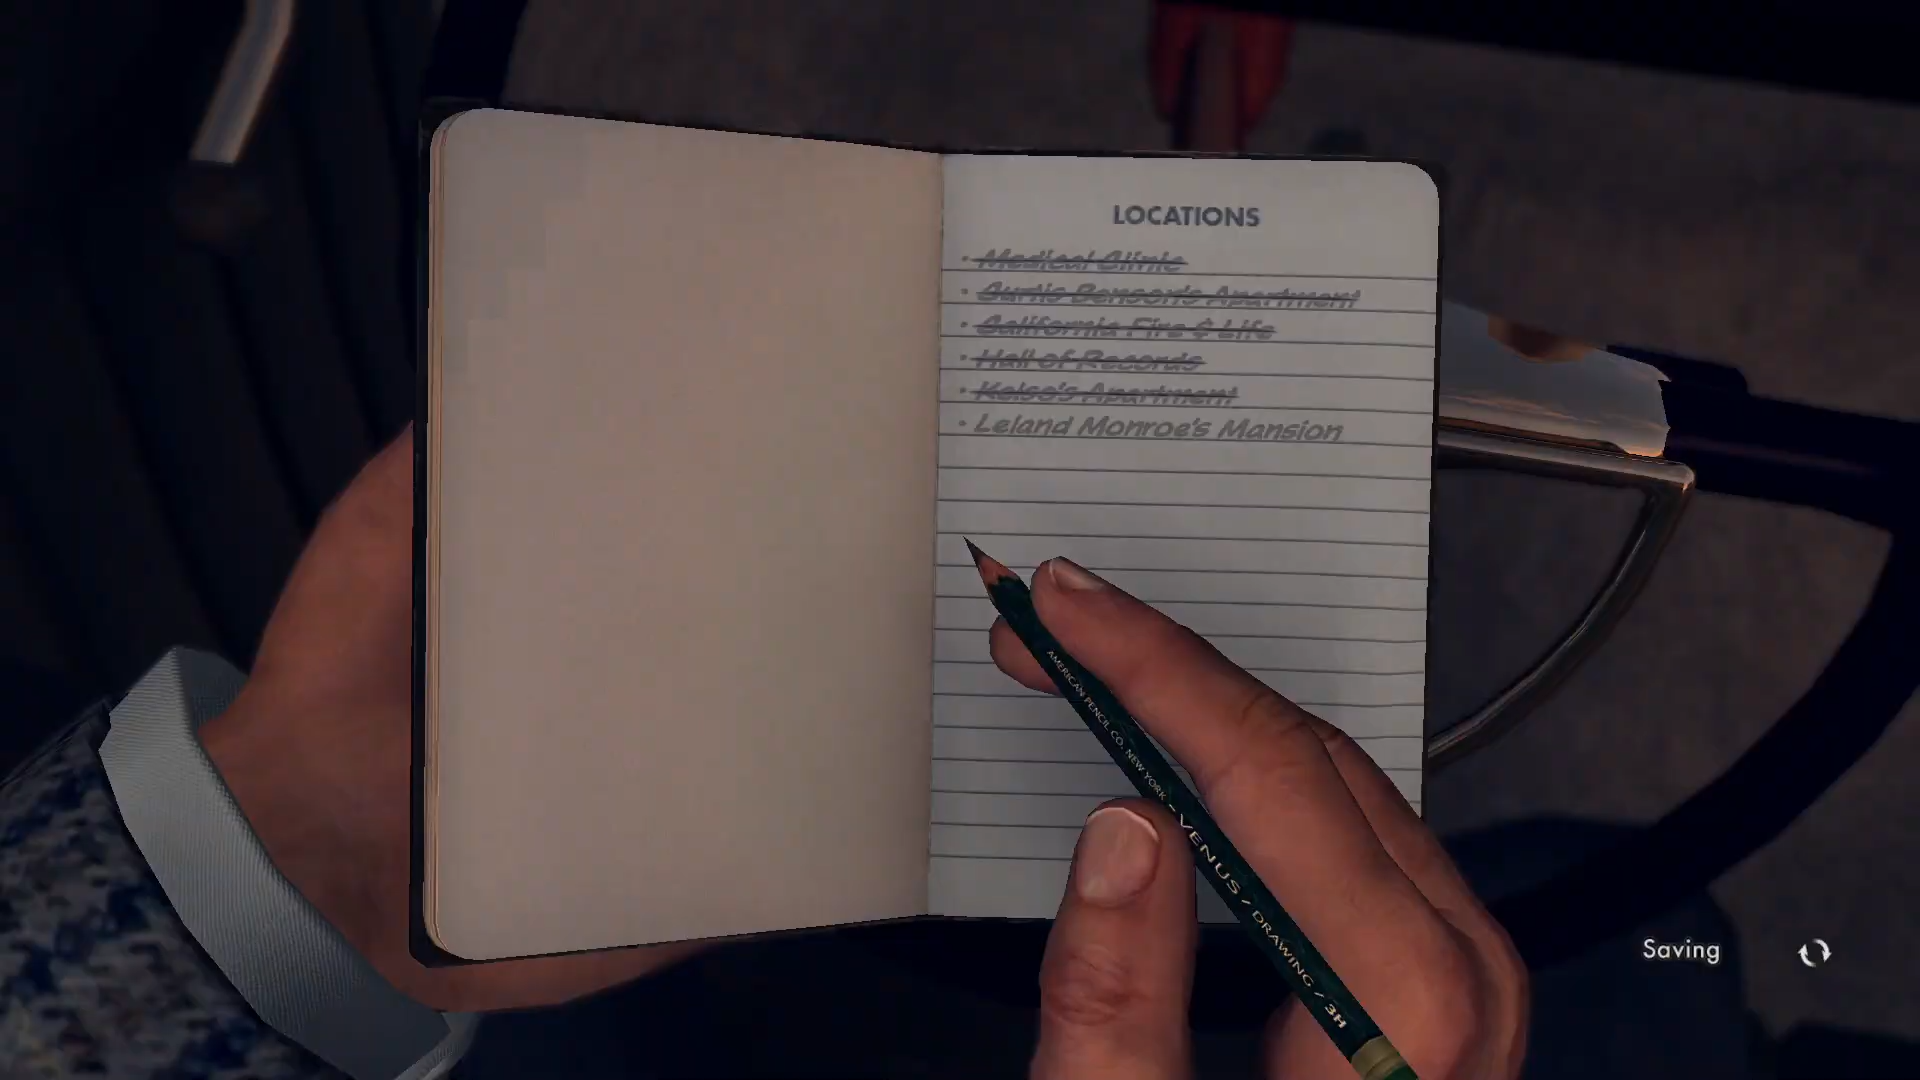 LOCATIONS
· Medical Clinic
· Curtis Benson's Apartment
· California Fire & Life
· Hall of Records
· Kelso's Apartment
· Leland Monroe's Mansion
AMERICAN PENCIL CO. NEW YORK - VENUS / DRAWING / 3H
Saving